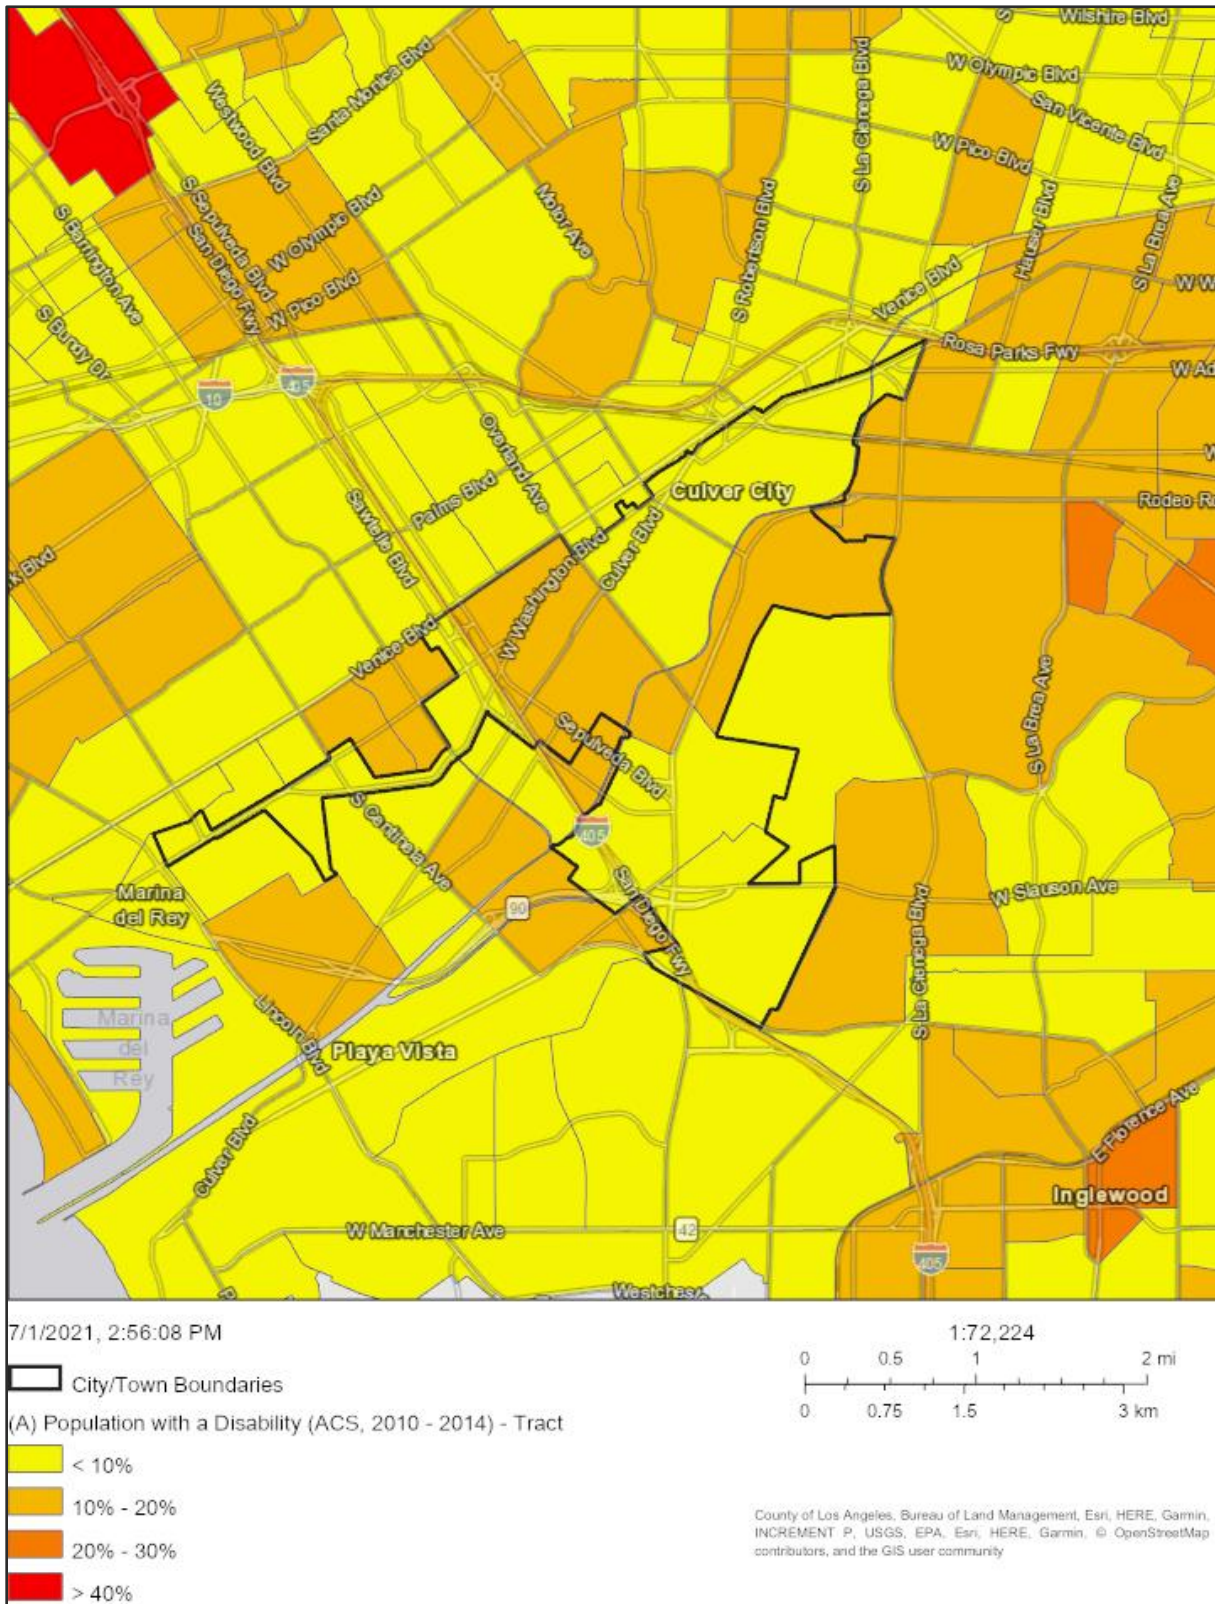 Wilshire Blvd
S
W Olympic Blvd
San Vicente Blvd
W Pico Blvd
S La Cienega Blvd
Santa Monica Blvd
Westwood Blvd
S Sepulveda Blvd
San Diego Fwy
W Olympic Blvd
W Pico Blvd
S Barrington Ave
S Bundy Dr
Motor Ave
S Robertson Blvd
Hauser Blvd
S La Brea Ave
Venice Blvd
W W
Rosa Parks Fwy
W Ad
10
405
Overland Ave
Palms Blvd
Sawtelle Blvd
Culver City
W
Rodeo R
k Blvd
W Washington Blvd
Culver Blvd
Venice Blvd
S La Brea Ave
Sepulveda Blvd
S Centinela Ave
405
Marina
del Rey
90
San Diego Fwy
W Slauson Ave
S La Cienega Blvd
Marina
del
Rey
Lincoln Blvd
Playa Vista
Culver Blvd
E Florence Ave
Inglewood
W Manchester Ave
42
405
Westches
7/1/2021, 2:56:08 PM
1:72,224
0 0.5 1 2 mi
0 0.75 1.5 3 km
City/Town Boundaries
(A) Population with a Disability (ACS, 2010 - 2014) - Tract
< 10%
10% - 20%
20% - 30%
> 40%
County of Los Angeles, Bureau of Land Management, Esri, HERE, Garmin,
INCREMENT P, USGS, EPA, Esri, HERE, Garmin, © OpenStreetMap
contributors, and the GIS user community